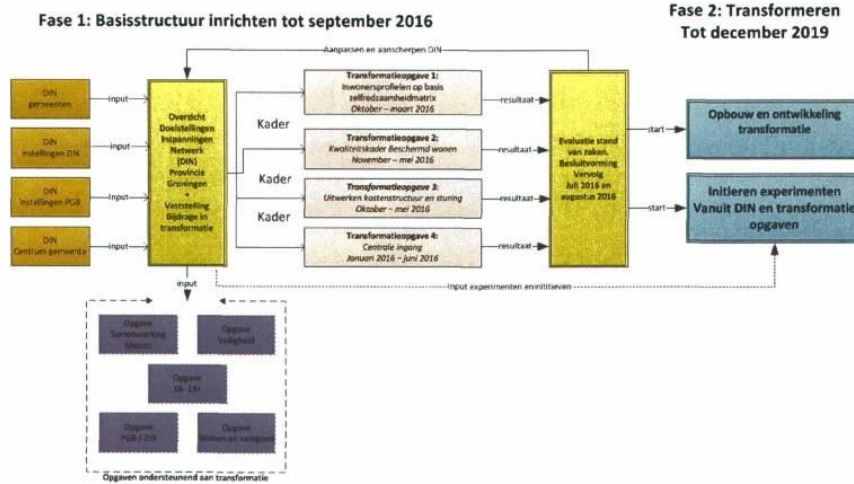 Fase 1: Basisstructuur inrichten tot september 2016
Fase 2: Transformeren
Tot december 2019
Aanpassen en aanscherpen DIN
DIN
gemeenten
input
DIN
Instellingen ZIN
input
DIN
Instellingen PGB
input
DIN
Centrum gemeente
input
Overzicht
Doelstellingen
Inspanningen
Netwerk
(DIN)
Provincie
Groningen
+
Vaststelling
Bijdrage in
transformatie
Kader
Kader
Kader
Transformatieopgave 1:
Inwonersprofielen op basis
zelfredzaamheidmatrix
Oktober – maart 2016
resultaat
Transformatieopgave 2:
Kwaliteitskader Beschermd wonen
November – mei 2016
resultaat
Transformatieopgave 3:
Uitwerken kostenstructuur en sturing
Oktober – mei 2016
resultaat
Transformatieopgave 4:
Centrale ingang
Januari 2016 – juni 2016
resultaat
Evaluatie stand
van zaken,
Besluitvorming
Vervolg
Juli 2016 en
augustus 2016
start
Opbouw en ontwikkeling
transformatie
start
Initieren experimenten
Vanuit DIN en transformatie
opgaven
input
Input experimenten en
Opgave
Samenwerking
Opgave
Veiligheid
Opgave
18- 18+
Opgave
PGB / ZIN
Opgave
Wonen en vastgoed
Opgaven ondersteunend aan transformatie